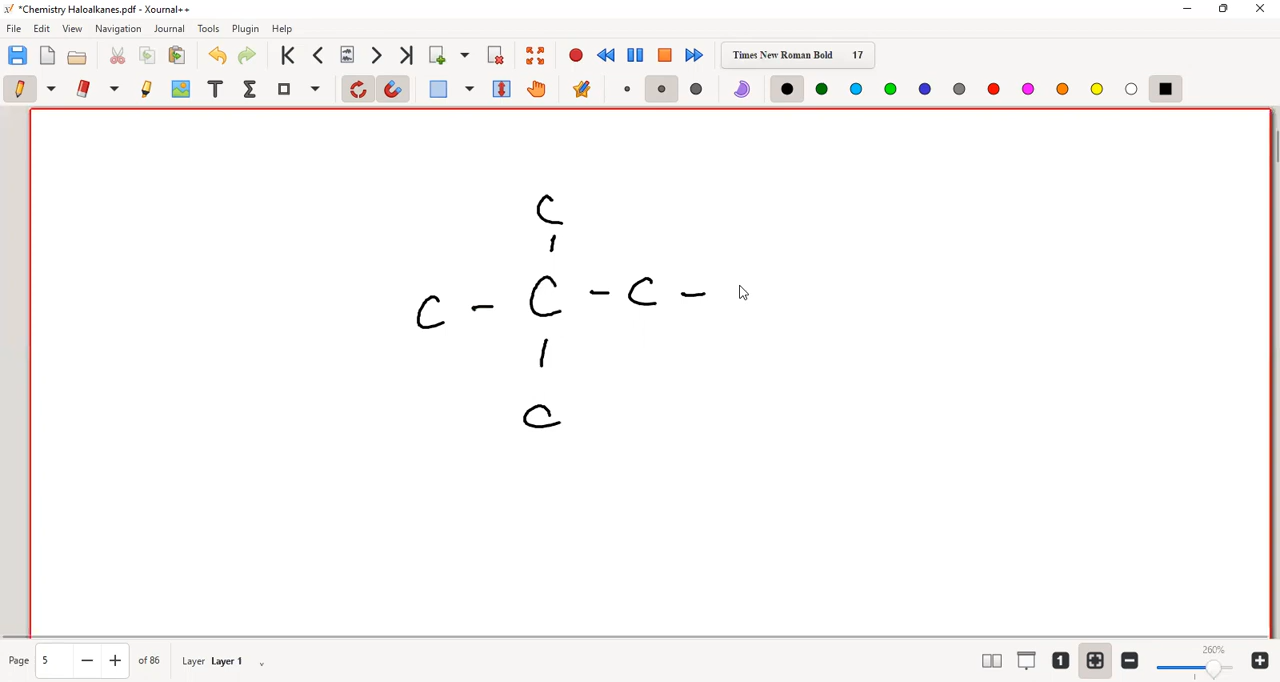 *Chemistry Haloalkanes.pdf - Xournal++
File Edit View Navigation Journal Tools Plugin Help
Times New Roman Bold 17
C
C - C - C -
C
Page 5 of 86 Layer Layer 1
1
260%